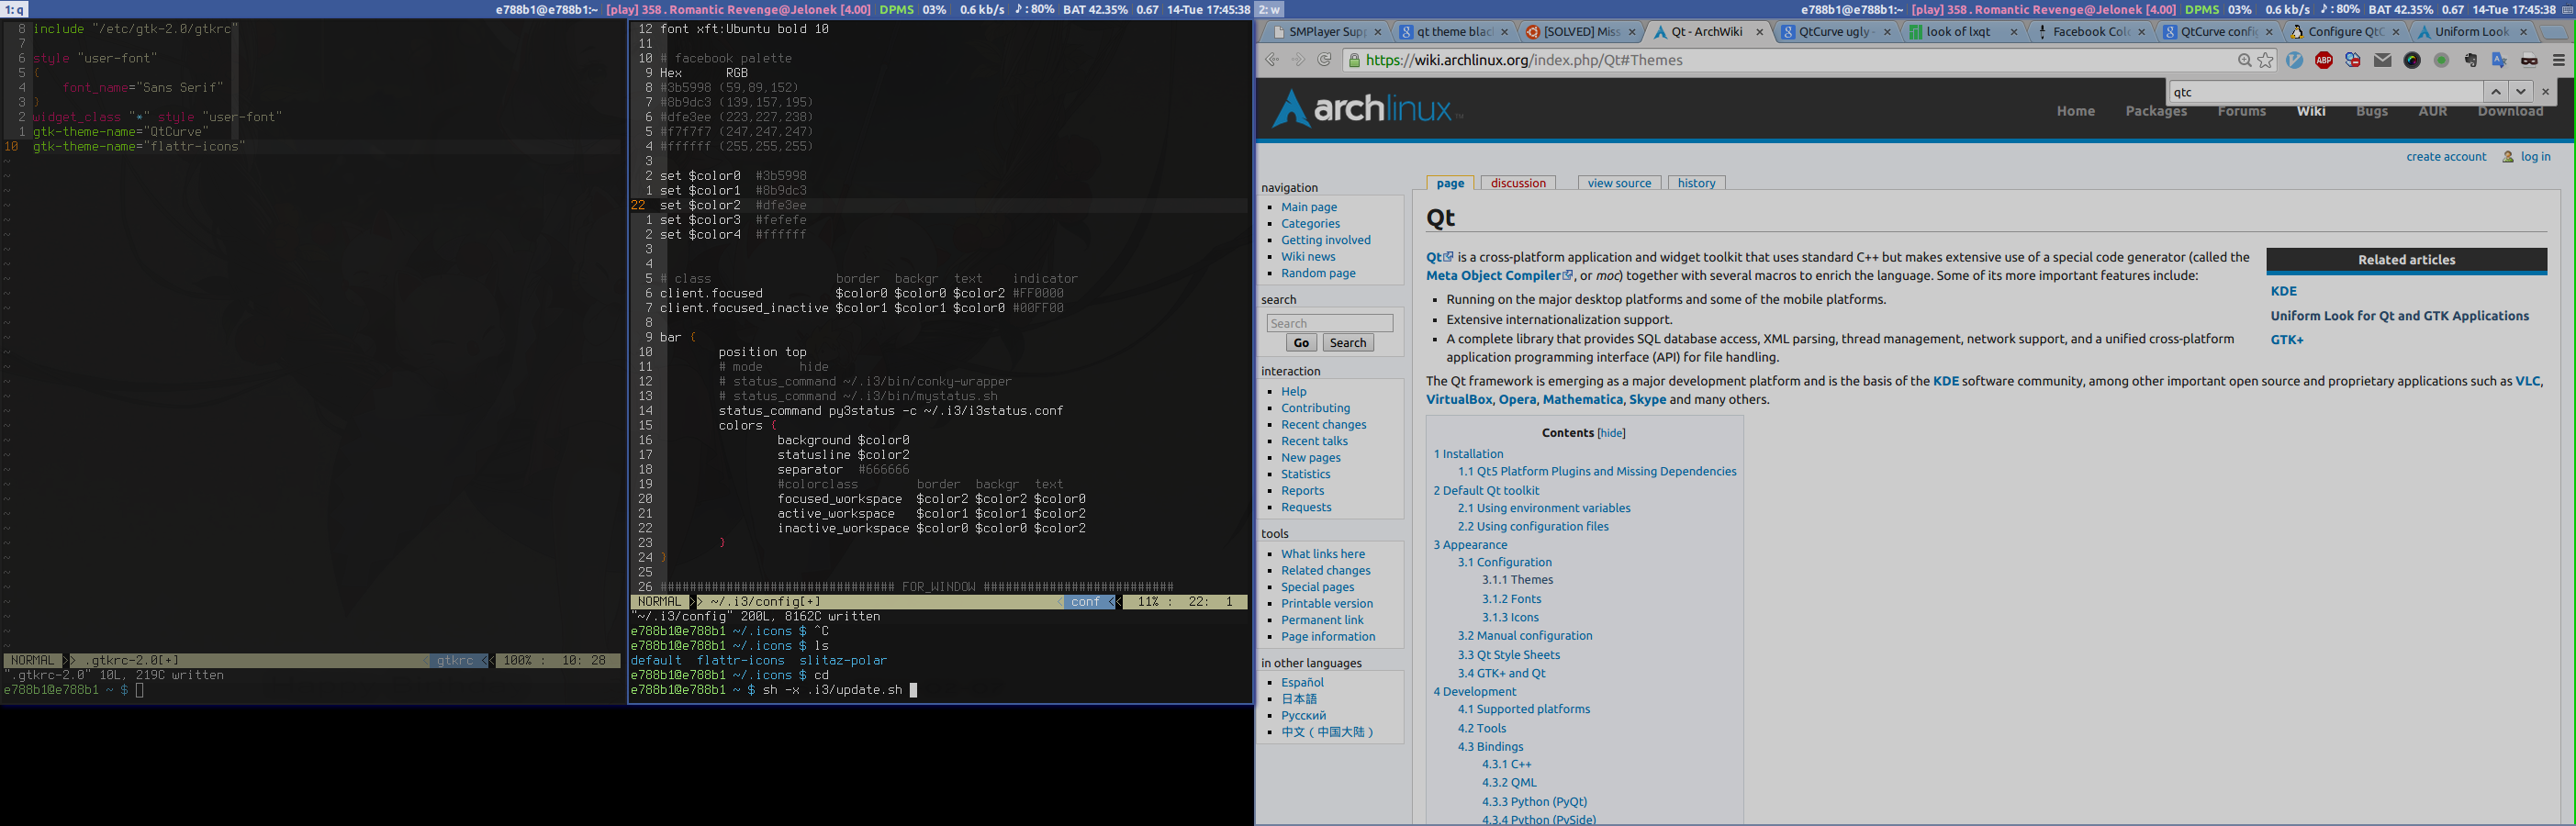 1: q
e788b1@e788b1:~ [play] 358 . Romantic Revenge@Jelonek [4.00] DPMS 03% 0.6 kb/s ♪: 80% BAT 42.35% 0.67 14-Tue 17:45:38
8 include "/etc/gtk-2.0/gtkrc"
7
6 style "user-font"
5 {
4 font_name="Sans Serif"
3 }
2 widget_class "*" style "user-font"
1 gtk-theme-name="QtCurve"
10 gtk-theme-name="flattr-icons"
NORMAL .gtkrc-2.0[+] gtkrc 100% : 10: 28
".gtkrc-2.0" 10L, 219C written
e788b1@e788b1 ~ $
12 font xft:Ubuntu bold 10
11
10 # facebook palette
9 Hex RGB
8 #3b5998 (59,89,152)
7 #8b9dc3 (139,157,195)
6 #dfe3ee (223,227,238)
5 #f7f7f7 (247,247,247)
4 #ffffff (255,255,255)
3
2 set $color0 #3b5998
1 set $color1 #8b9dc3
22 set $color2 #dfe3ee
1 set $color3 #fefefe
2 set $color4 #ffffff
3
4
5 # class border backgr text indicator
6 client.focused $color0 $color0 $color2 #FF0000
7 client.focused_inactive $color1 $color1 $color0 #00FF00
8
9 bar {
10 position top
11 # mode hide
12 # status_command ~/.i3/bin/conky-wrapper
13 # status_command ~/.i3/bin/mystatus.sh
14 status_command py3status -c ~/.i3/i3status.conf
15 colors {
16 background $color0
17 statusline $color2
18 separator #666666
19 #colorclass border backgr text
20 focused_workspace $color2 $color2 $color0
21 active_workspace $color1 $color1 $color2
22 inactive_workspace $color0 $color0 $color2
23 }
24 }
25
26 ################################ FOR_WINDOW ##########################
NORMAL ~/.i3/config[+] conf 11% : 22: 1
"~/.i3/config" 200L, 8162C written
e788b1@e788b1 ~/.icons $ ^C
e788b1@e788b1 ~/.icons $ ls
default flattr-icons slitaz-polar
e788b1@e788b1 ~/.icons $ cd
e788b1@e788b1 ~ $ sh -x .i3/update.sh
2: w
e788b1@e788b1:~ [play] 358 . Romantic Revenge@Jelonek [4.00] DPMS 03% 0.6 kb/s ♪: 80% BAT 42.35% 0.67 14-Tue 17:45:38
SMPlayer Supp
qt theme blac
[SOLVED] Miss
Qt - ArchWiki
QtCurve ugly -
look of lxqt
Facebook Colo
QtCurve config
Configure QtC
Uniform Look
https://wiki.archlinux.org/index.php/Qt#Themes
ABP
qtc
archlinux™
Home Packages Forums Wiki Bugs AUR Download
create account log in
navigation
Main page
Categories
Getting involved
Wiki news
Random page
search
Search
Go Search
interaction
Help
Contributing
Recent changes
Recent talks
New pages
Statistics
Reports
Requests
tools
What links here
Related changes
Special pages
Printable version
Permanent link
Page information
in other languages
Español
日本語
Русский
中文（中国大陆）
page discussion view source history
Qt
Qt is a cross-platform application and widget toolkit that uses standard C++ but makes extensive use of a special code generator (called the
Meta Object Compiler, or moc) together with several macros to enrich the language. Some of its more important features include:
Running on the major desktop platforms and some of the mobile platforms.
Extensive internationalization support.
A complete library that provides SQL database access, XML parsing, thread management, network support, and a unified cross-platform
application programming interface (API) for file handling.
Related articles
KDE
Uniform Look for Qt and GTK Applications
GTK+
The Qt framework is emerging as a major development platform and is the basis of the KDE software community, among other important open source and proprietary applications such as VLC,
VirtualBox, Opera, Mathematica, Skype and many others.
Contents [hide]
1 Installation
1.1 Qt5 Platform Plugins and Missing Dependencies
2 Default Qt toolkit
2.1 Using environment variables
2.2 Using configuration files
3 Appearance
3.1 Configuration
3.1.1 Themes
3.1.2 Fonts
3.1.3 Icons
3.2 Manual configuration
3.3 Qt Style Sheets
3.4 GTK+ and Qt
4 Development
4.1 Supported platforms
4.2 Tools
4.3 Bindings
4.3.1 C++
4.3.2 QML
4.3.3 Python (PyQt)
4.3.4 Python (PySide)